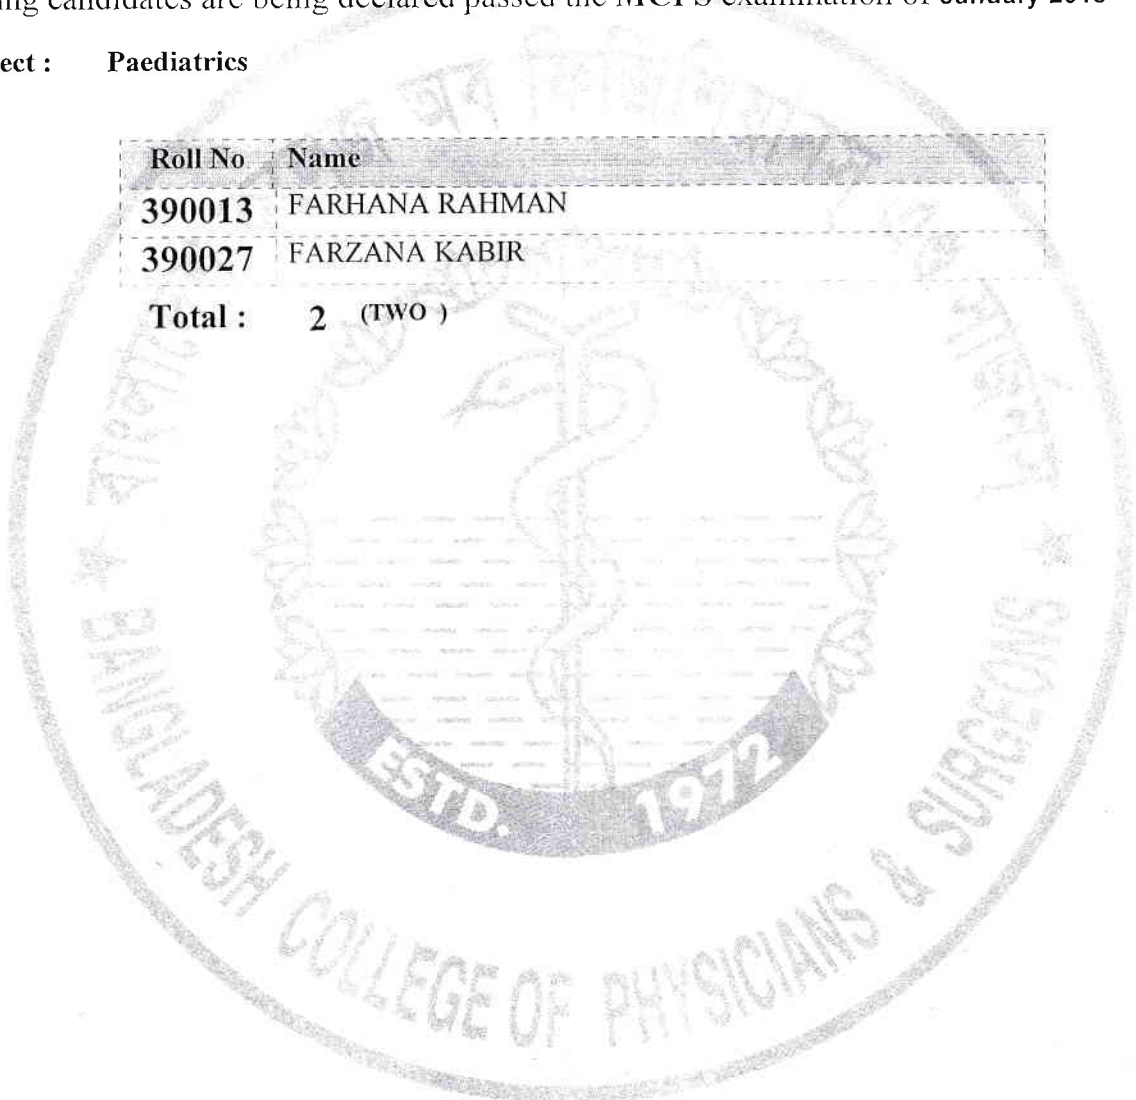 candidates are being declared passed the MCPS examination of January
ect : Paediatrics
Roll No Name
390013 FARHANA RAHMAN
390027 FARZANA KABIR
Total : 2 (TWO )
ESTD. 1972
BANGLADESH COLLEGE OF PHYSICIANS & SURGEONS